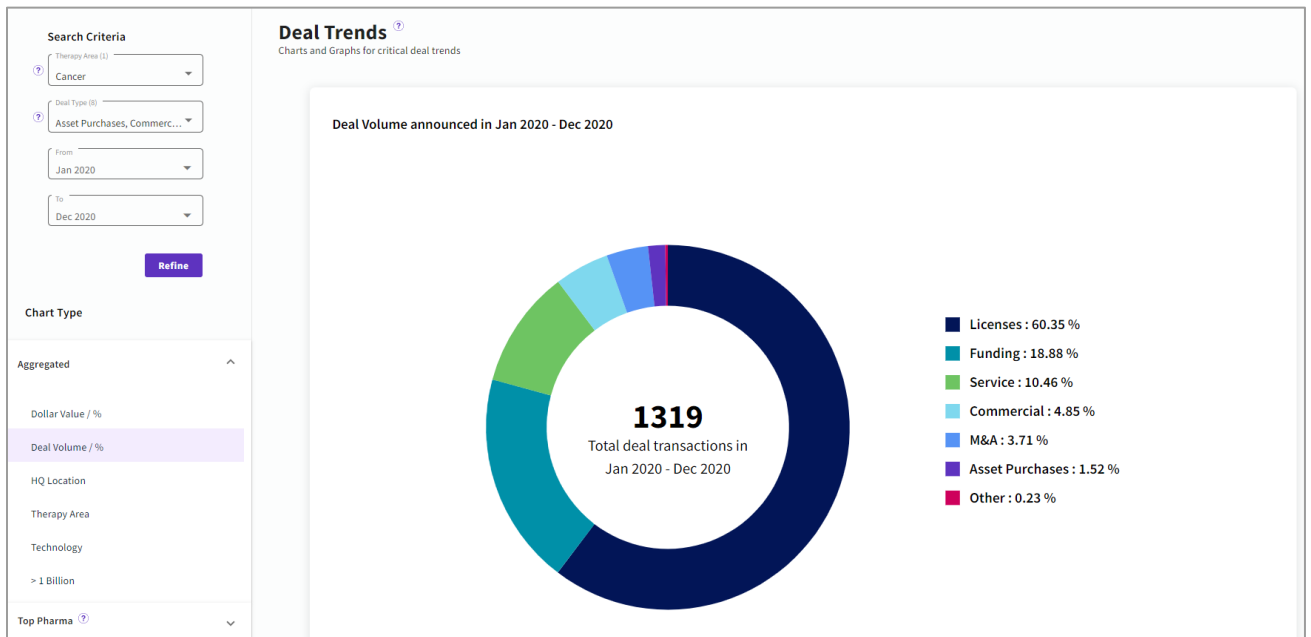 Search Criteria
Therapy Area (1)
?
Cancer
Deal Type (8)
?
Asset Purchases, Commerc...
From
Jan 2020
To
Dec 2020
Refine
Chart Type
Aggregated
Dollar Value / %
Deal Volume / %
HQ Location
Therapy Area
Technology
> 1 Billion
Top Pharma ?
Deal Trends ?
Charts and Graphs for critical deal trends
Deal Volume announced in Jan 2020 - Dec 2020
1319
Total deal transactions in
Jan 2020 - Dec 2020
Licenses : 60.35 %
Funding : 18.88 %
Service : 10.46 %
Commercial : 4.85 %
M&A : 3.71 %
Asset Purchases : 1.52 %
Other : 0.23 %